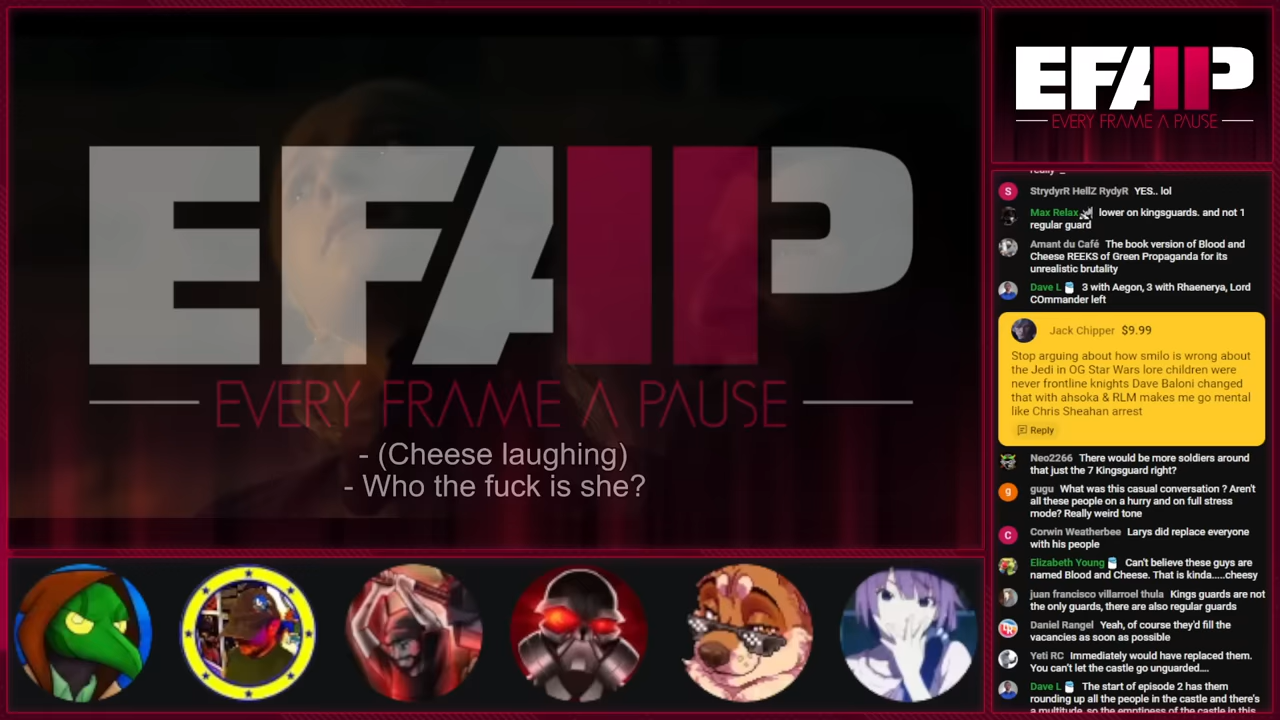 EFAP
EVERY FRAME A PAUSE
- (Cheese laughing)
- Who the fuck is she?
EFAP
EVERY FRAME A PAUSE
StrydyrR HellZ RydyR YES.. lol
Max Relax lower on kingsguards. and not 1
regular guard
Amant du Café The book version of Blood and
Cheese REEKS of Green Propaganda for its
unrealistic brutality
Dave L 3 with Aegon, 3 with Rhaenerya, Lord
COmmander left
Jack Chipper $9.99
Stop arguing about how smilo is wrong about
the Jedi in OG Star Wars lore children were
never frontline knights Dave Baloni changed
that with ahsoka & RLM makes me go mental
like Chris Sheahan arrest
Reply
Neo2266 There would be more soldiers around
that just the 7 Kingsguard right?
g
gugu What was this casual conversation ? Aren't
all these people on a hurry and on full stress
mode? Really weird tone
C
Corwin Weatherbee Larys did replace everyone
with his people
Elizabeth Young Can't believe these guys are
named Blood and Cheese. That is kinda.....cheesy
juan francisco villarroel thula Kings guards are not
the only guards, there are also regular guards
Daniel Rangel Yeah, of course they'd fill the
vacancies as soon as possible
Yeti RC Immediately would have replaced them.
You can't let the castle go unguarded....
Dave L The start of episode 2 has them
rounding up all the people in the castle and there's
a multitude, so the emptiness of the castle in this